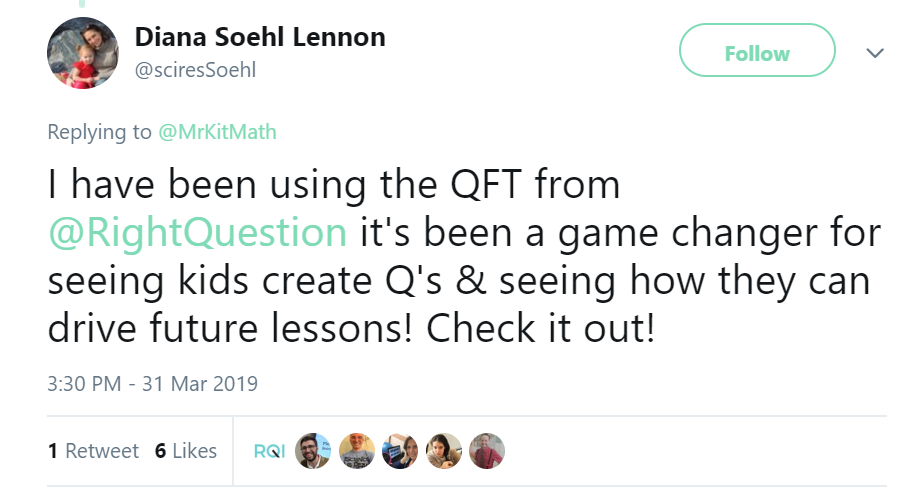 Diana Soehl Lennon
@sciresSoehl
Follow
Replying to @MrKitMath
I have been using the QFT from
@RightQuestion it's been a game changer for
seeing kids create Q's & seeing how they can
drive future lessons! Check it out!
3:30 PM - 31 Mar 2019
1 Retweet 6 Likes RQI